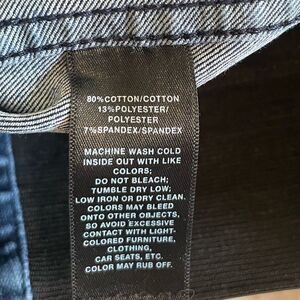 80%COTTON/COTTON
13%POLYESTER/
POLYESTER
7%SPANDEX/SPANDEX
MACHINE WASH COLD
INSIDE OUT WITH LIKE
COLORS;
DO NOT BLEACH;
TUMBLE DRY LOW;
LOW IRON OR DRY CLEAN.
COLORS MAY BLEED
ONTO OTHER OBJECTS,
SO AVOID EXCESSIVE
CONTACT WITH LIGHT-
COLORED FURNITURE,
CLOTHING,
CAR SEATS, ETC.
COLOR MAY RUB OFF.